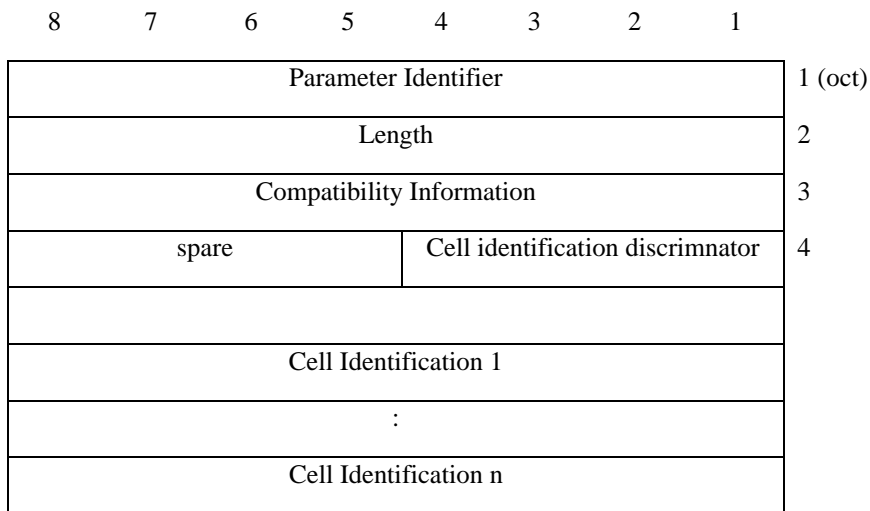 8 7 6 5 4 3 2 1
Parameter Identifier 1 (oct)
Length 2
Compatibility Information 3
spare Cell identification discrimnator 4
Cell Identification 1
:
Cell Identification n